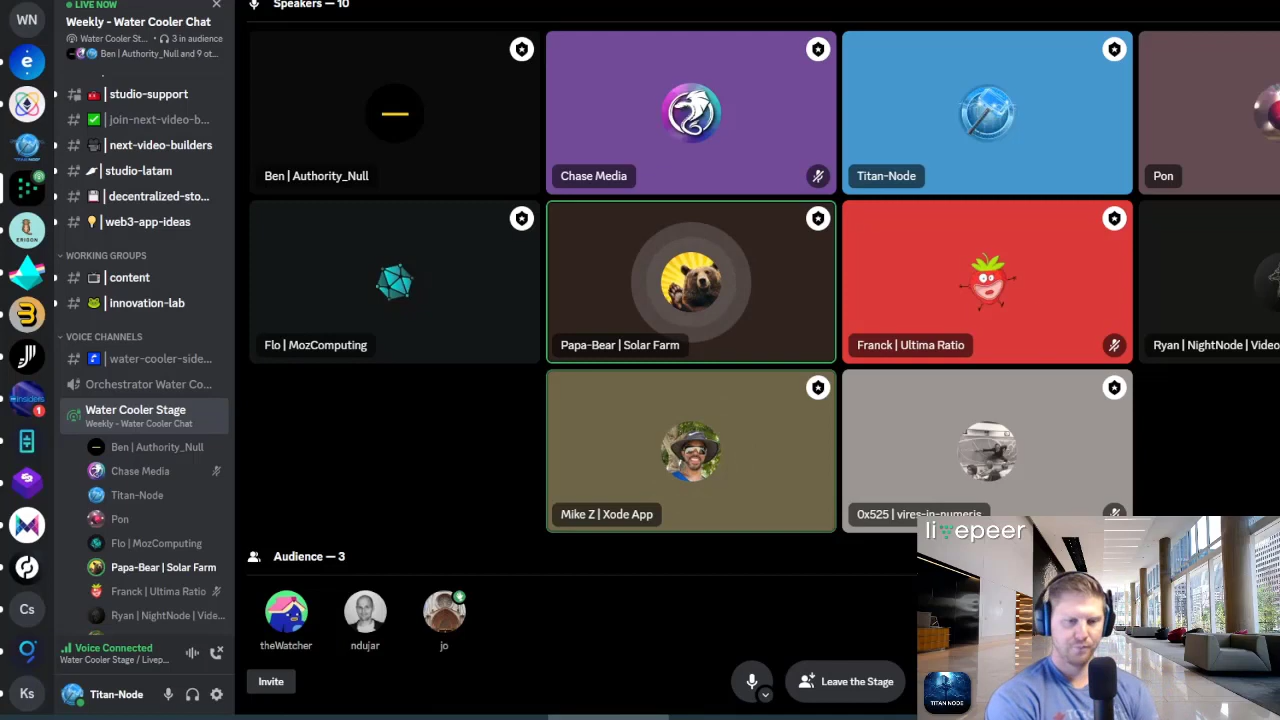 WN
LIVE NOW
Weekly - Water Cooler Chat
Water Cooler St... • 3 in audience
Ben | Authority_Null and 9 ot...
studio-support
join-next-video-b...
next-video-builders
studio-latam
decentralized-sto...
web3-app-ideas
WORKING GROUPS
content
innovation-lab
VOICE CHANNELS
water-cooler-side...
Orchestrator Water Co...
Water Cooler Stage
Weekly - Water Cooler Chat
Ben | Authority_Null
Chase Media
Titan-Node
Pon
Flo | MozComputing
Papa-Bear | Solar Farm
Franck | Ultima Ratio
Ryan | NightNode | Vide...
Voice Connected
Water Cooler Stage / Livep...
Titan-Node
TITAN NODE
ERIGON
insiders
1
Cs
Ks
Speakers — 10
Ben | Authority_Null
Chase Media
Titan-Node
Pon
Flo | MozComputing
Papa-Bear | Solar Farm
Franck | Ultima Ratio
Ryan | NightNode | Video
Mike Z | Xode App
0x525 | vires-in-numeris
Audience — 3
theWatcher
ndujar
jo
Invite
Leave the Stage
livepeer
TITAN NODE